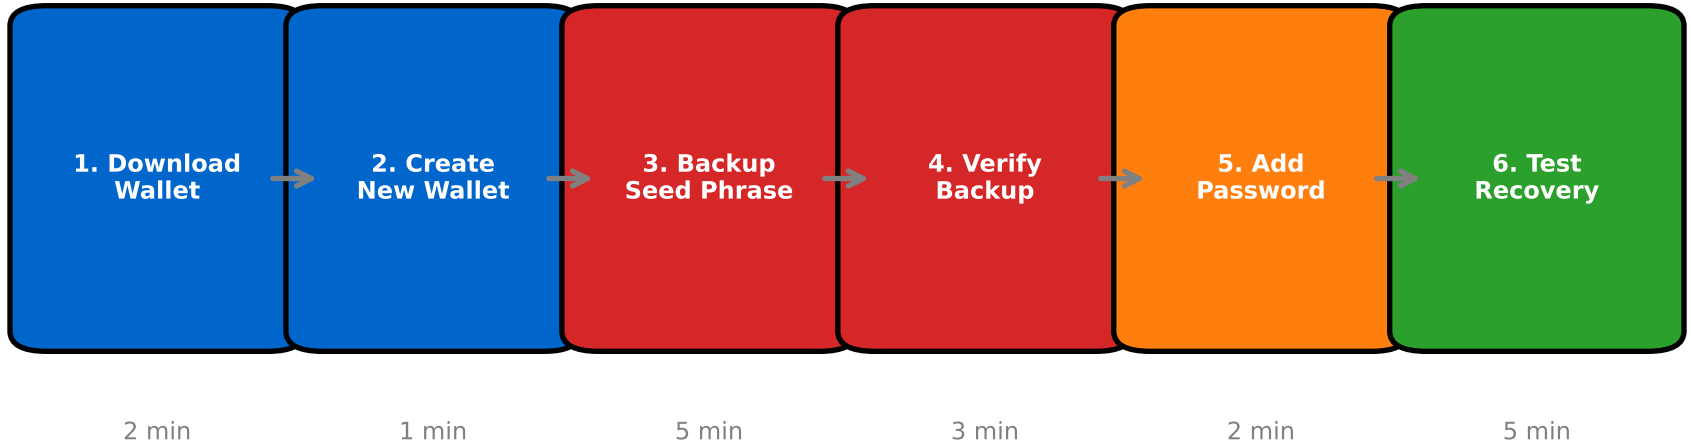 1. Download
Wallet
2. Create
New Wallet
3. Backup
Seed Phrase
4. Verify
Backup
5. Add
Password
6. Test
Recovery
2 min
1 min
5 min
3 min
2 min
5 min